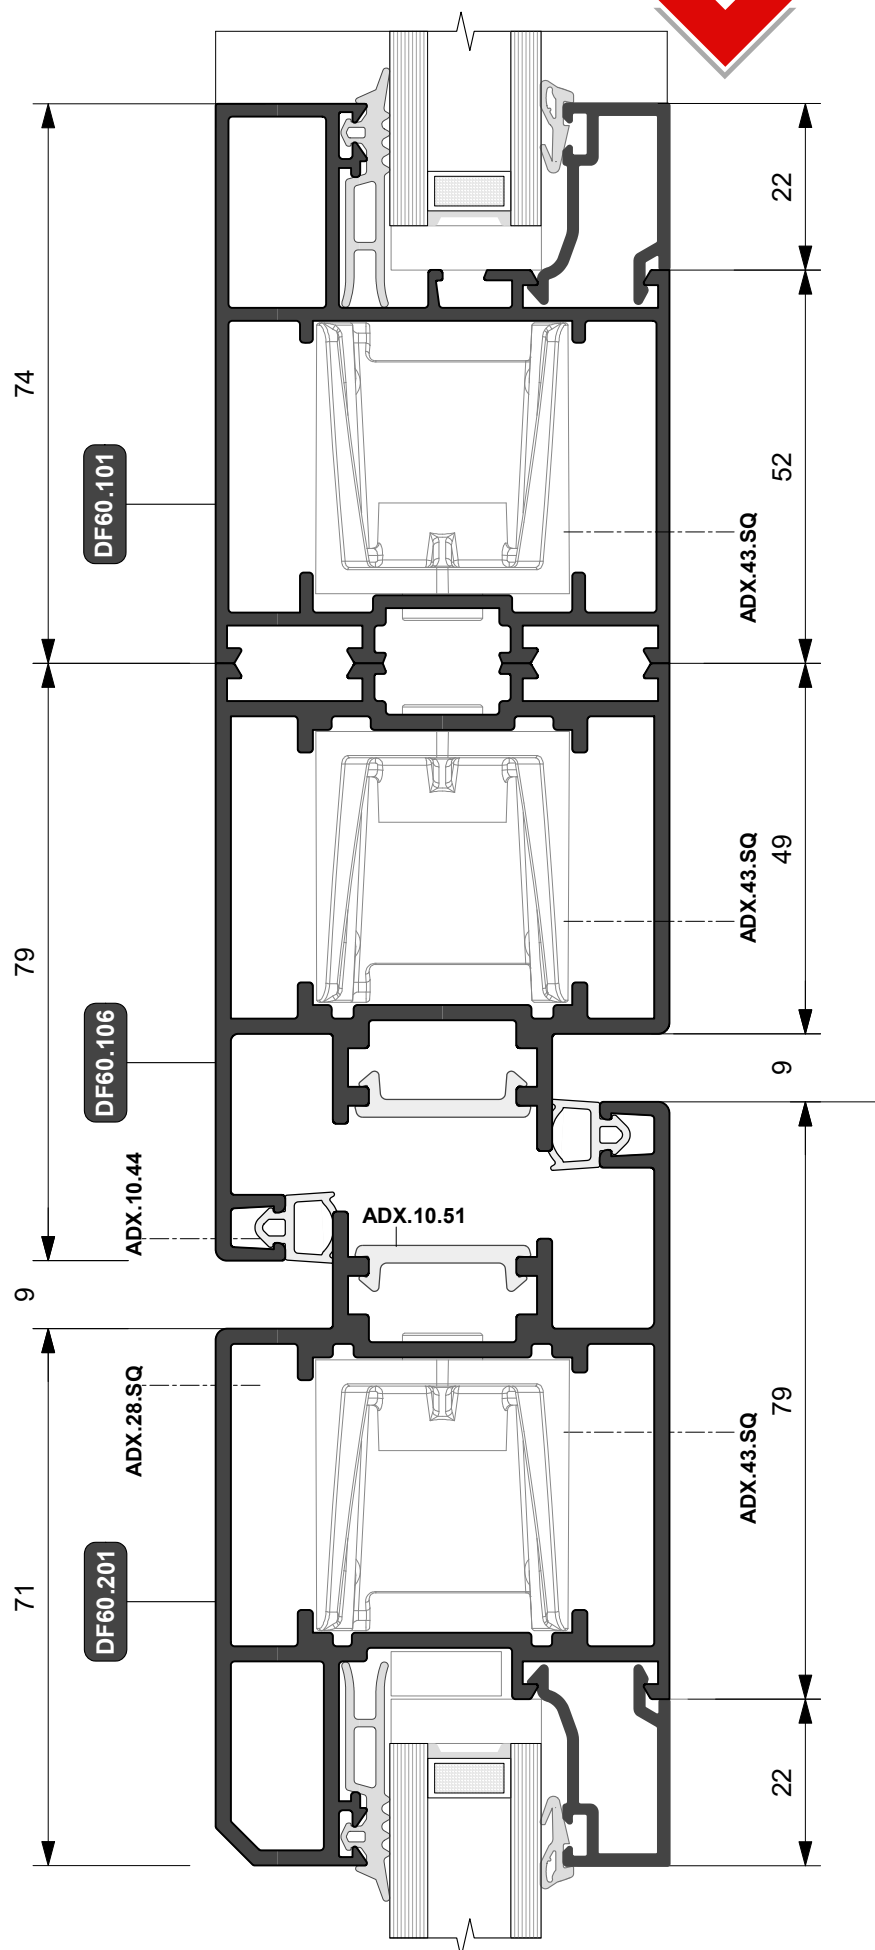 22
74
52
DF60.101
ADX.43.SQ
49
ADX.43.SQ
79
DF60.106
9
ADX.10.44
ADX.10.51
9
ADX.28.SQ
79
ADX.43.SQ
DF60.201
71
22